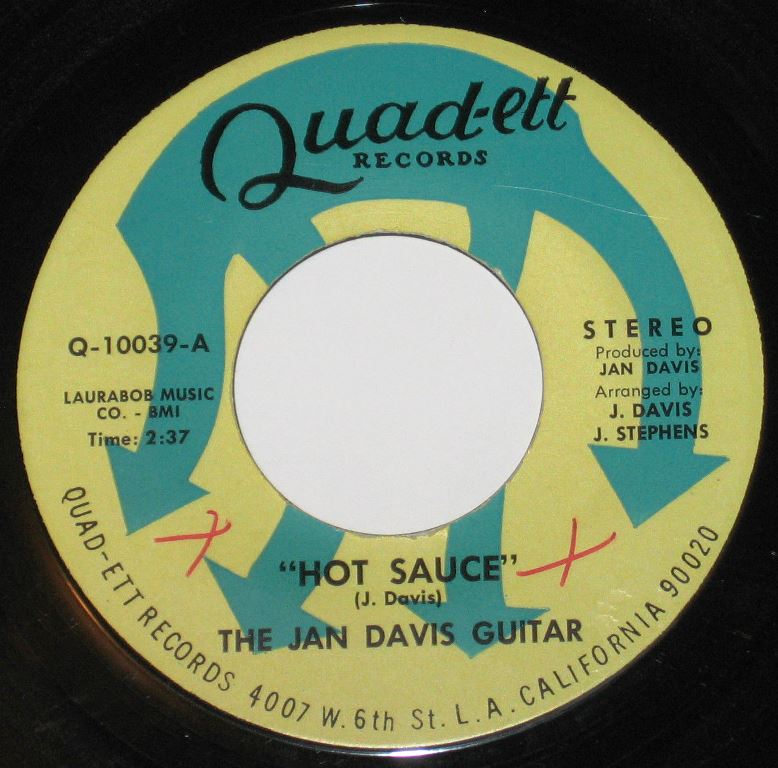 Quad-ett
RECORDS
Q-10039-A
LAURABOB MUSIC
CO. - BMI
Time: 2:37
STEREO
Produced by:
JAN DAVIS
Arranged by:
J. DAVIS
J. STEPHENS
"HOT SAUCE"
(J. Davis)
THE JAN DAVIS GUITAR
QUAD-ETT RECORDS 4007 W. 6th St. L.A. CALIFORNIA 90020